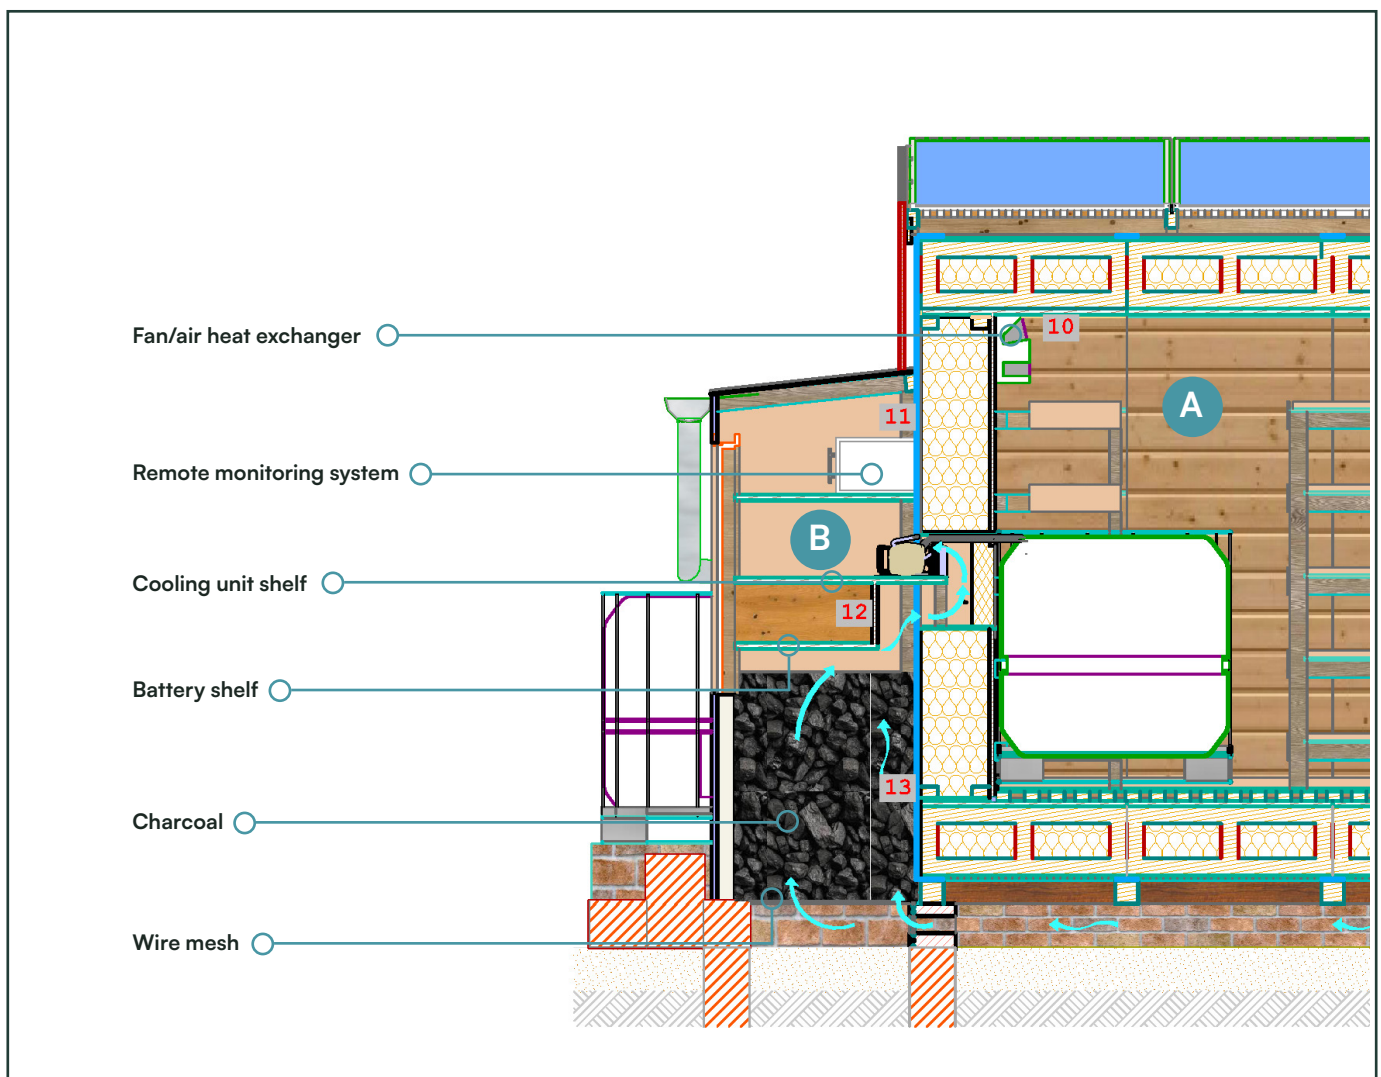 Fan/air heat exchanger
10
A
11
Remote monitoring system
B
Cooling unit shelf
12
Battery shelf
13
Charcoal
Wire mesh